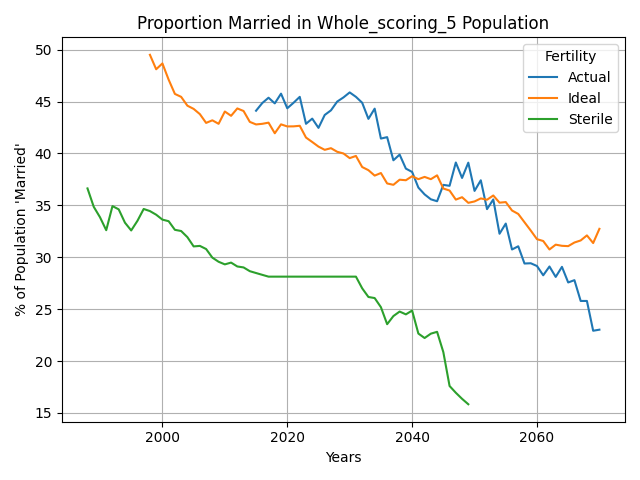 Proportion Married in Whole_scoring_5 Population
Fertility
Actual
Ideal
Sterile
% of Population 'Married'
50
45
40
35
30
25
20
15
2000
2020
2040
2060
Years